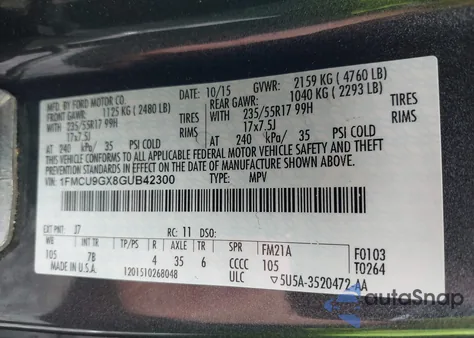 MFD. BY FORD MOTOR CO. 10/15 GVWR: 2159 KG ( 4760 LB)
FRONT GAWR: 1125 KG ( 2480 LB) REAR GAWR: 1040 KG ( 2293 LB)
WITH 235/55R17 99H TIRES WITH 235/55R17 99H TIRES
17x7.5J 17x7.5J
AT 240 kPa/ 35 PSI COLD AT 240 kPa/ 35 PSI COLD
THIS VEHICLE CONFORMS TO ALL APPLICABLE FEDERAL MOTOR VEHICLE SAFETY AND THEFT PREVENTION STANDARDS IN EFFECT ON THE DATE OF MANUFACTURE SHOWN ABOVE.
VIN: 1FMCU9GX8GUB42300 TYPE: MPV
EXT PNT: J7 RC: 11 DSO:
WB INT TR TP/PS R AXLE TR SPR FM21A F0103
105 7B 4 35 6 CCCC 105 T0264
MADE IN U.S.A. 1201510268048 ULC 5U5A-3520472-AA
autoSnap